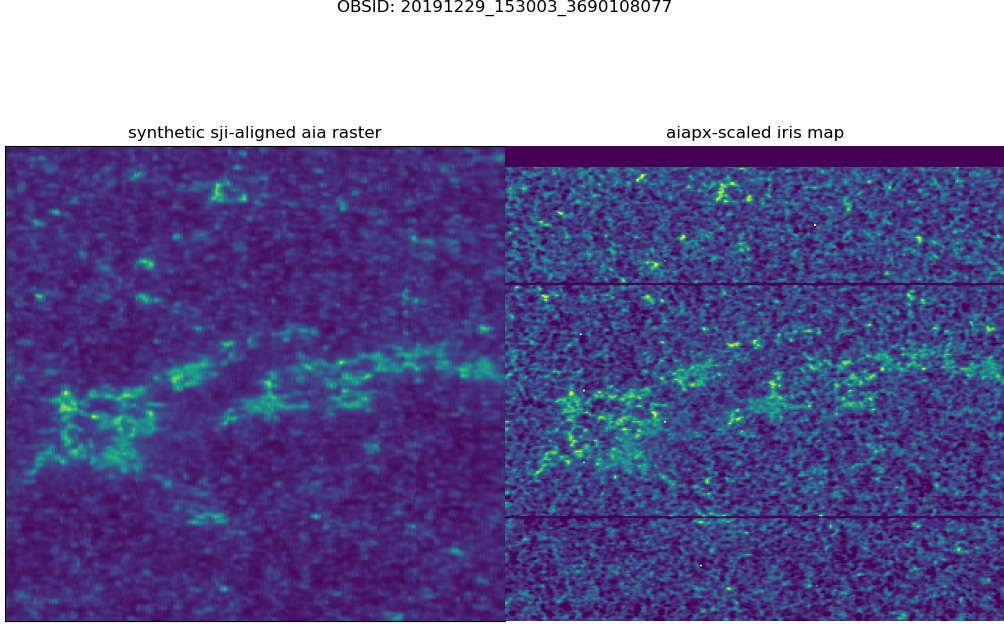 OBSID: 20191229_153003_3690108077
synthetic sji-aligned aia raster
aiapx-scaled iris map